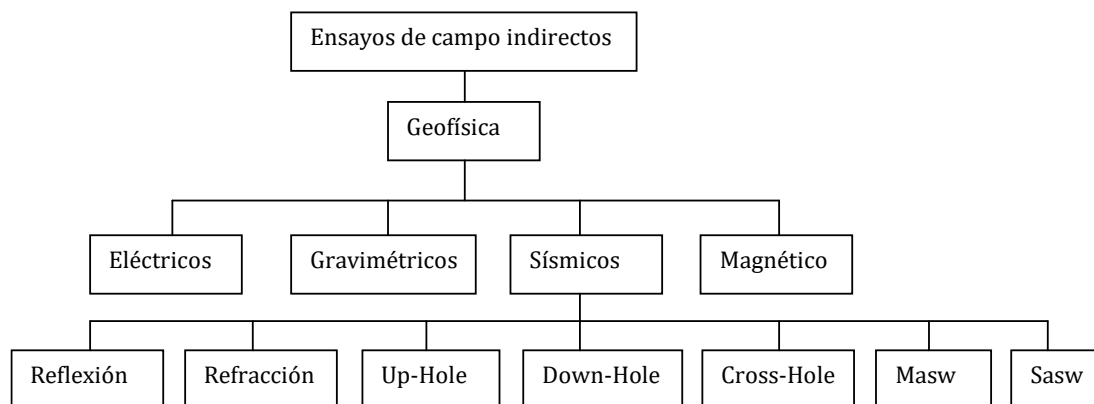 Ensayos de campo indirectos
Geofísica
Eléctricos
Gravimétricos
Sísmicos
Magnético
Reflexión
Refracción
Up-Hole
Down-Hole
Cross-Hole
Masw
Sasw